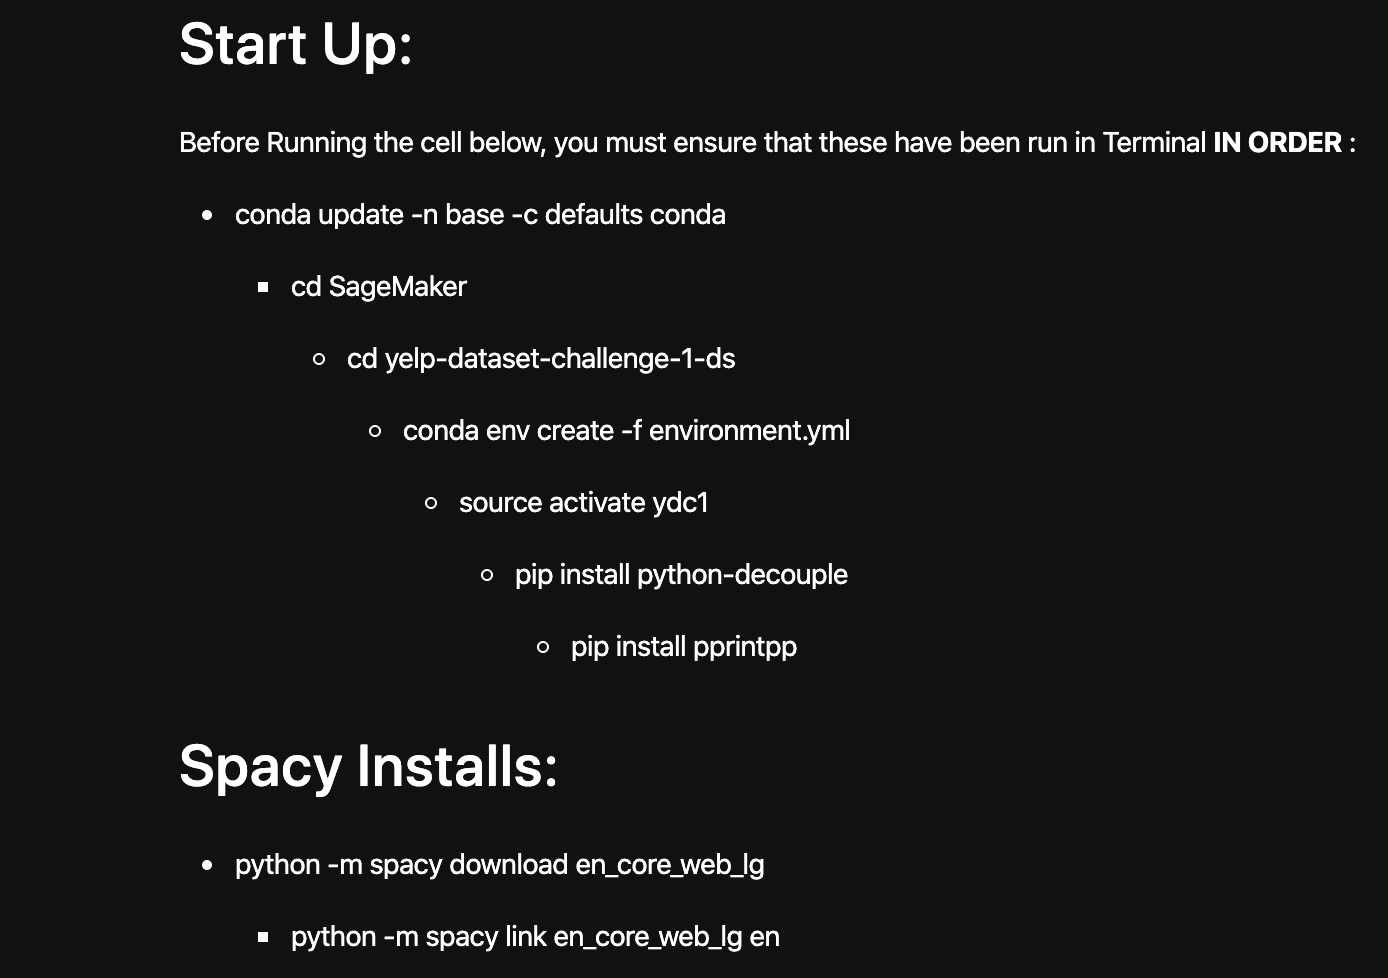 Start Up:
Before Running the cell below, you must ensure that these have been run in Terminal IN ORDER :
conda update -n base -c defaults conda
cd SageMaker
cd yelp-dataset-challenge-1-ds
conda env create -f environment.yml
source activate ydc1
pip install python-decouple
pip install pprintpp
Spacy Installs:
python -m spacy download en_core_web_lg
python -m spacy link en_core_web_lg en